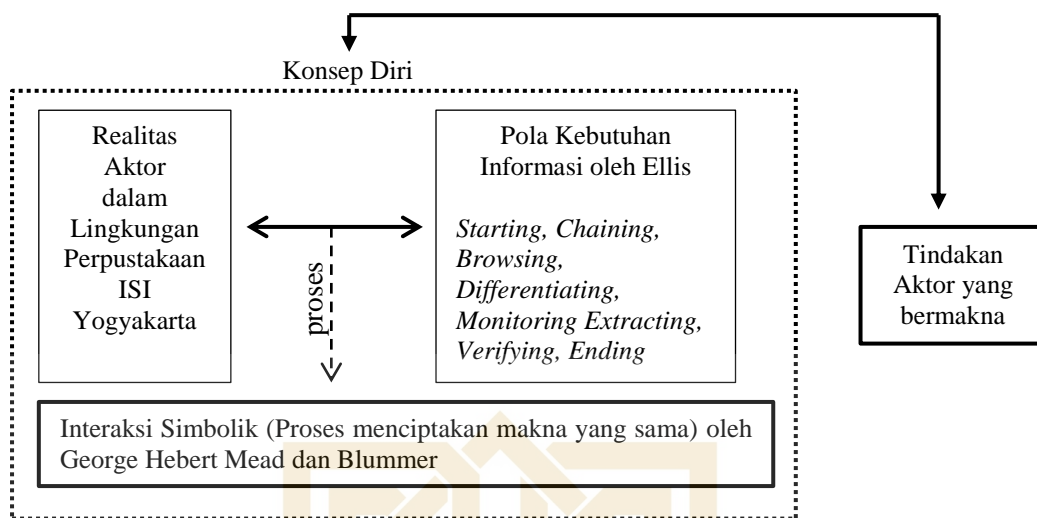 Konsep Diri
Realitas
Aktor
dalam
Lingkungan
Perpustakaan
ISI
Yogyakarta
proses
Pola Kebutuhan
Informasi oleh Ellis
Starting, Chaining,
Browsing,
Differentiating,
Monitoring Extracting,
Verifying, Ending
Tindakan
Aktor yang
bermakna
Interaksi Simbolik (Proses menciptakan makna yang sama) oleh
George Hebert Mead dan Blummer